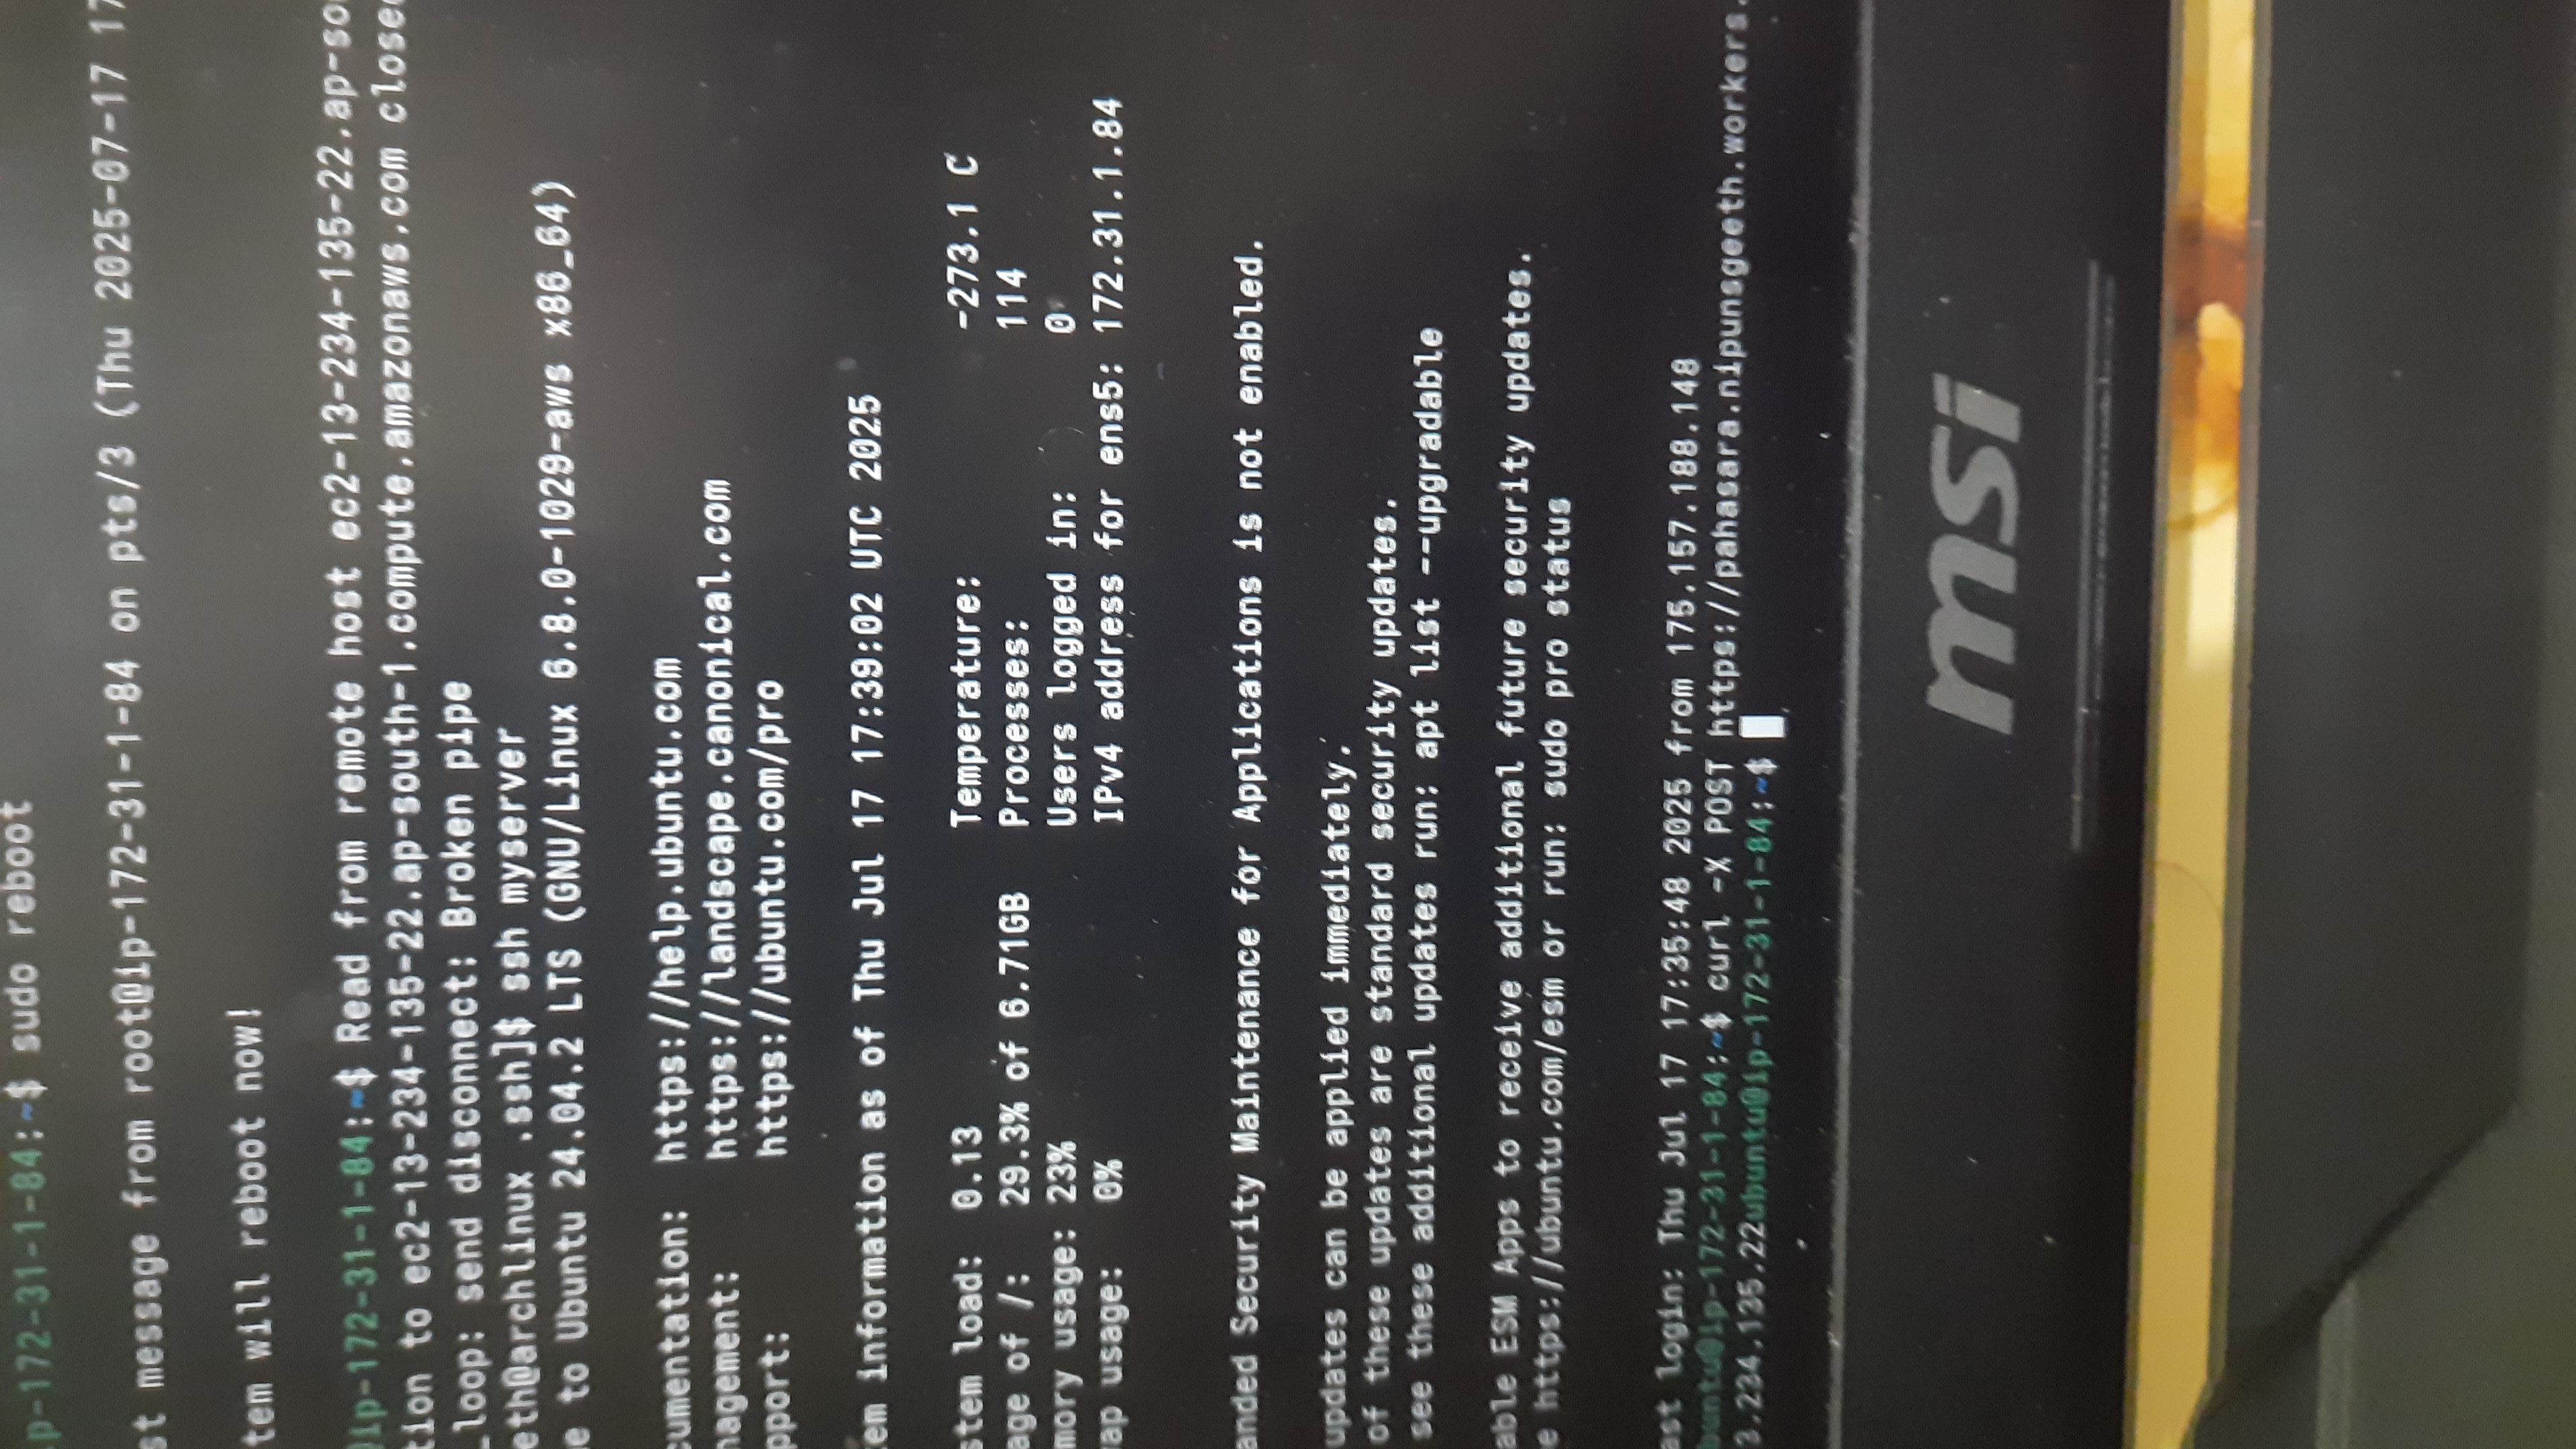 ip-172-31-1-84:~$ sudo reboot
st message from root@ip-172-31-1-84 on pts/3 (Thu 2025-07-17 17
tem will reboot now!
@ip-172-31-1-84:~$ Read from remote host ec2-13-234-135-22.ap-so
tion to ec2-13-234-135-22.ap-south-1.compute.amazonaws.com closed
_loop: send disconnect: Broken pipe
eth@archlinux .ssh]$ ssh myserver
e to Ubuntu 24.04.2 LTS (GNU/Linux 6.8.0-1029-aws x86_64)
cumentation: https://help.ubuntu.com
nagement: https://landscape.canonical.com
pport: https://ubuntu.com/pro
tem information as of Thu Jul 17 17:39:02 UTC 2025
stem load: 0.13 Temperature: -273.1 C
age of /: 29.3% of 6.71GB Processes: 114
mory usage: 23% Users logged in: 0
ap usage: 0% IPv4 address for ens5: 172.31.1.84
anded Security Maintenance for Applications is not enabled.
updates can be applied immediately.
of these updates are standard security updates.
see these additional updates run: apt list --upgradable
able ESM Apps to receive additional future security updates.
e https://ubuntu.com/esm or run: sudo pro status
ast login: Thu Jul 17 17:35:48 2025 from 175.157.188.148
buntu@ip-172-31-1-84:~$ curl -X POST https://pahasara.nipunsgeeth.workers.
3.234.135.22ubuntu@ip-172-31-1-84:~$
msi